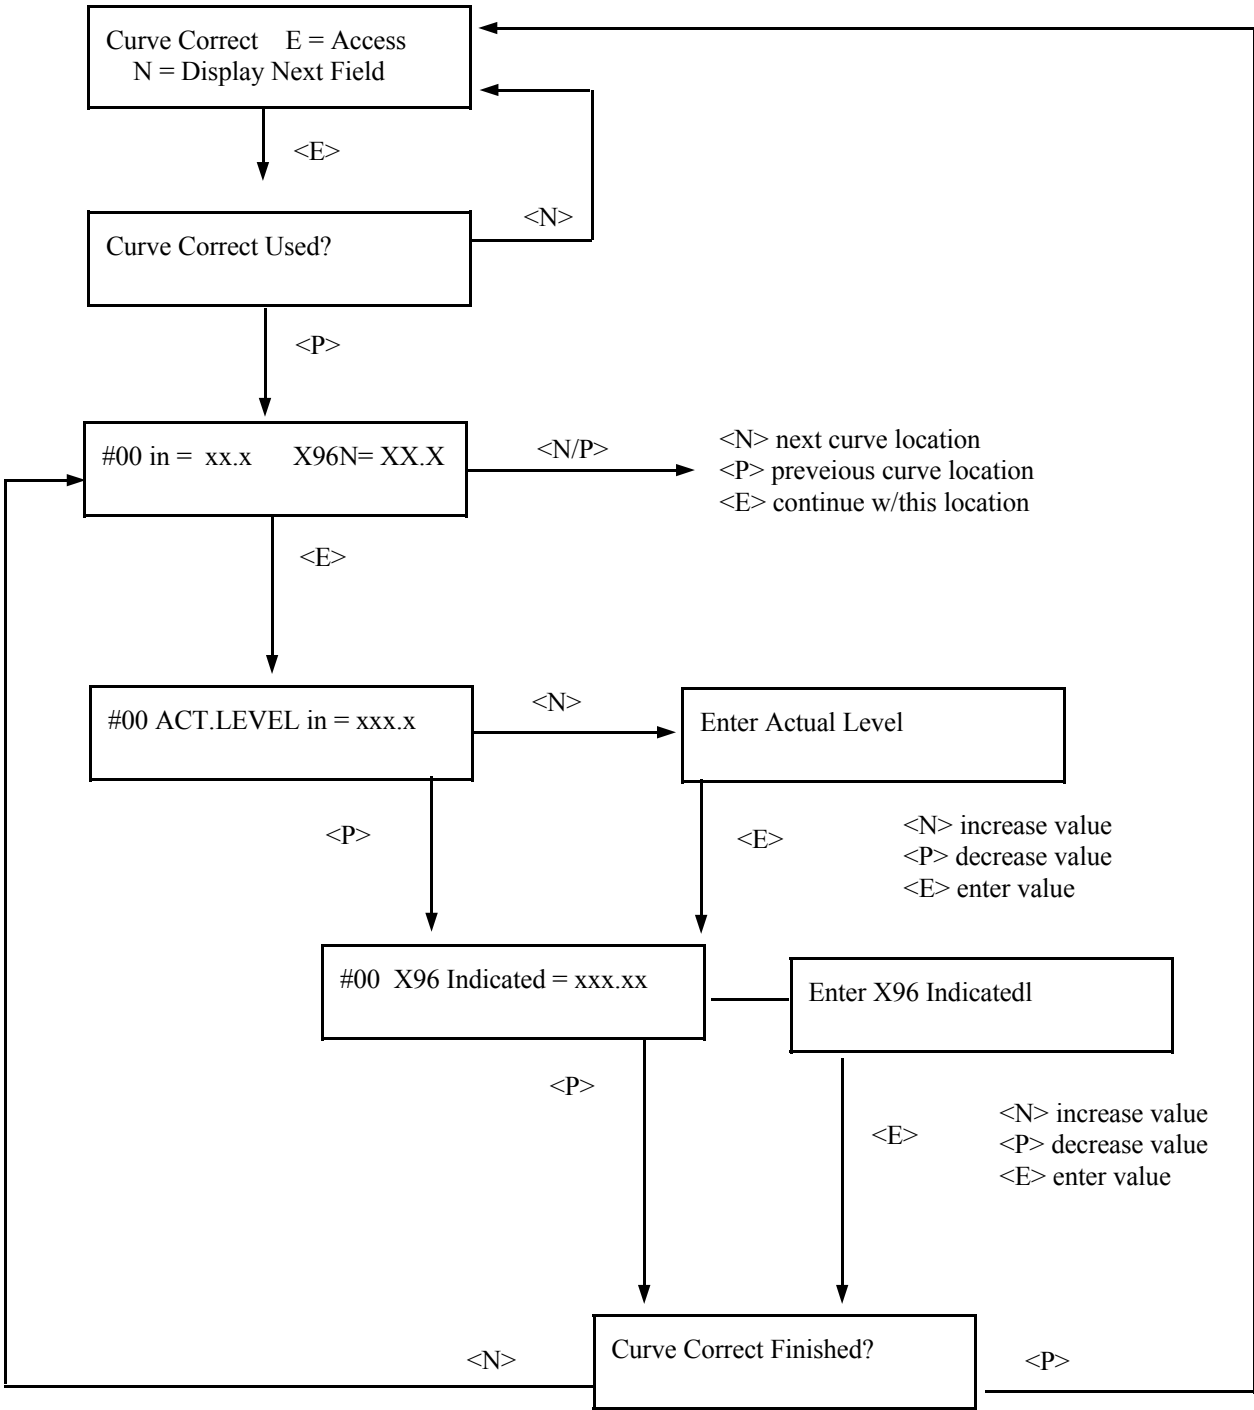 Curve Correct E = Access
N = Display Next Field
<E>
<N>
Curve Correct Used?
<P>
#00 in = xx.x X96N= XX.X
<N/P>
<N> next curve location
<P> preveious curve location
<E> continue w/this location
<E>
#00 ACT.LEVEL in = xxx.x
<N>
Enter Actual Level
<P>
<E>
<N> increase value
<P> decrease value
<E> enter value
#00 X96 Indicated = xxx.xx
Enter X96 Indicatedl
<P>
<E>
<N> increase value
<P> decrease value
<E> enter value
<N>
Curve Correct Finished?
<P>